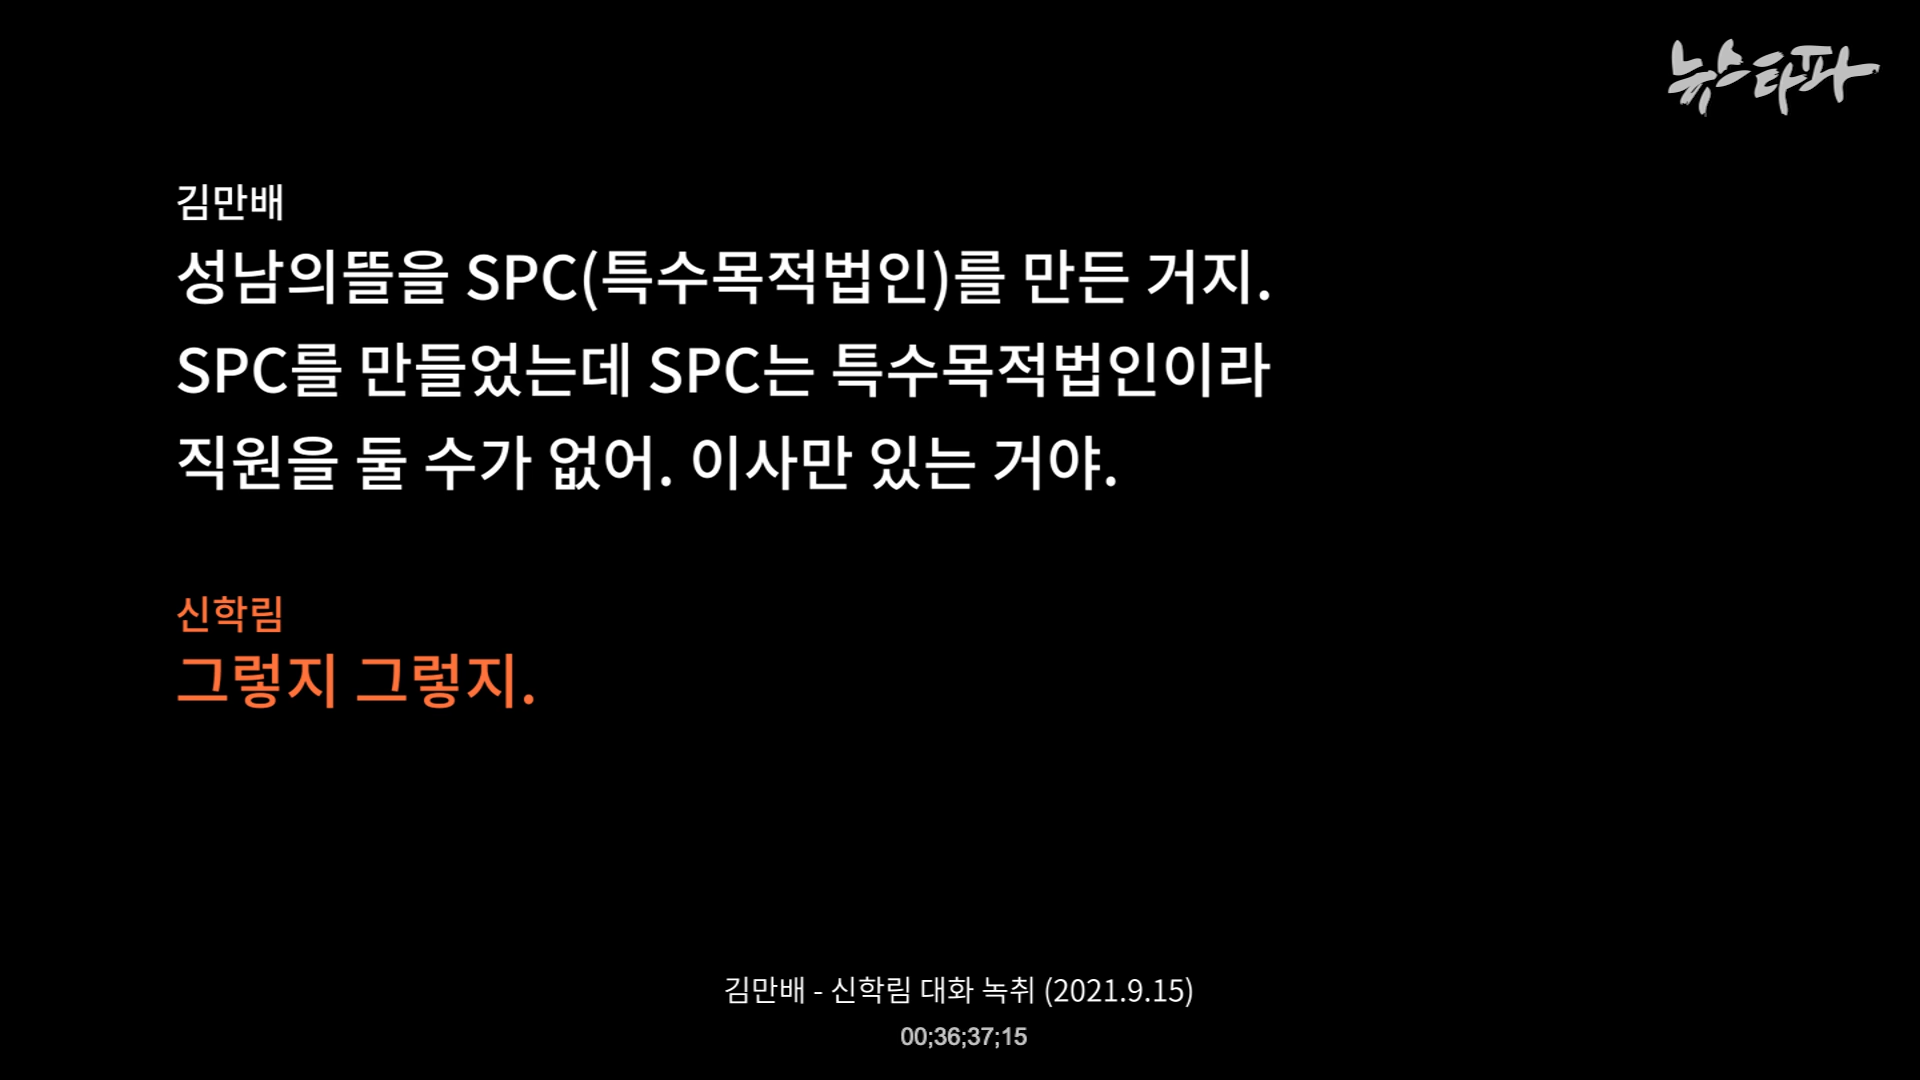 뉴스타파
김만배
성남의뜰을 SPC(특수목적법인)를 만든 거지.
SPC를 만들었는데 SPC는 특수목적법인이라
직원을 둘 수가 없어. 이사만 있는 거야.
신학림
그렇지 그렇지.
김만배 - 신학림 대화 녹취 (2021.9.15)
00;36;37;15